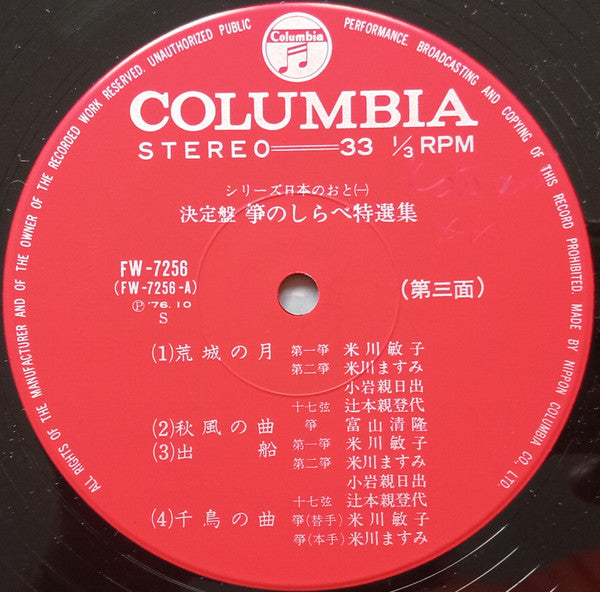 ALL RIGHTS OF THE MANUFACTURER AND OF THE OWNER OF THE RECORDED WORK RESERVED. UNAUTHORIZED PUBLIC PERFORMANCE, BROADCASTING AND COPYING OF THIS RECORD PROHIBITED. MADE BY NIPPON COLUMBIA CO., LTD.
Columbia
COLUMBIA
STEREO 33 1/3 RPM
シリーズ日本のおと(一)
決定盤 箏のしらべ特選集
FW-7256
(FW-7256-A)
Ⓟ '76.10
S
(第三面)
(1)荒城の月 第一箏 米川敏子
第二箏 米川ますみ
小岩親日出
十七弦 辻本親登代
(2)秋風の曲 箏 富山清隆
(3)出船 第一箏 米川敏子
第二箏 米川ますみ
小岩親日出
十七弦 辻本親登代
(4)千鳥の曲 箏(替手) 米川敏子
箏(本手) 米川ますみ